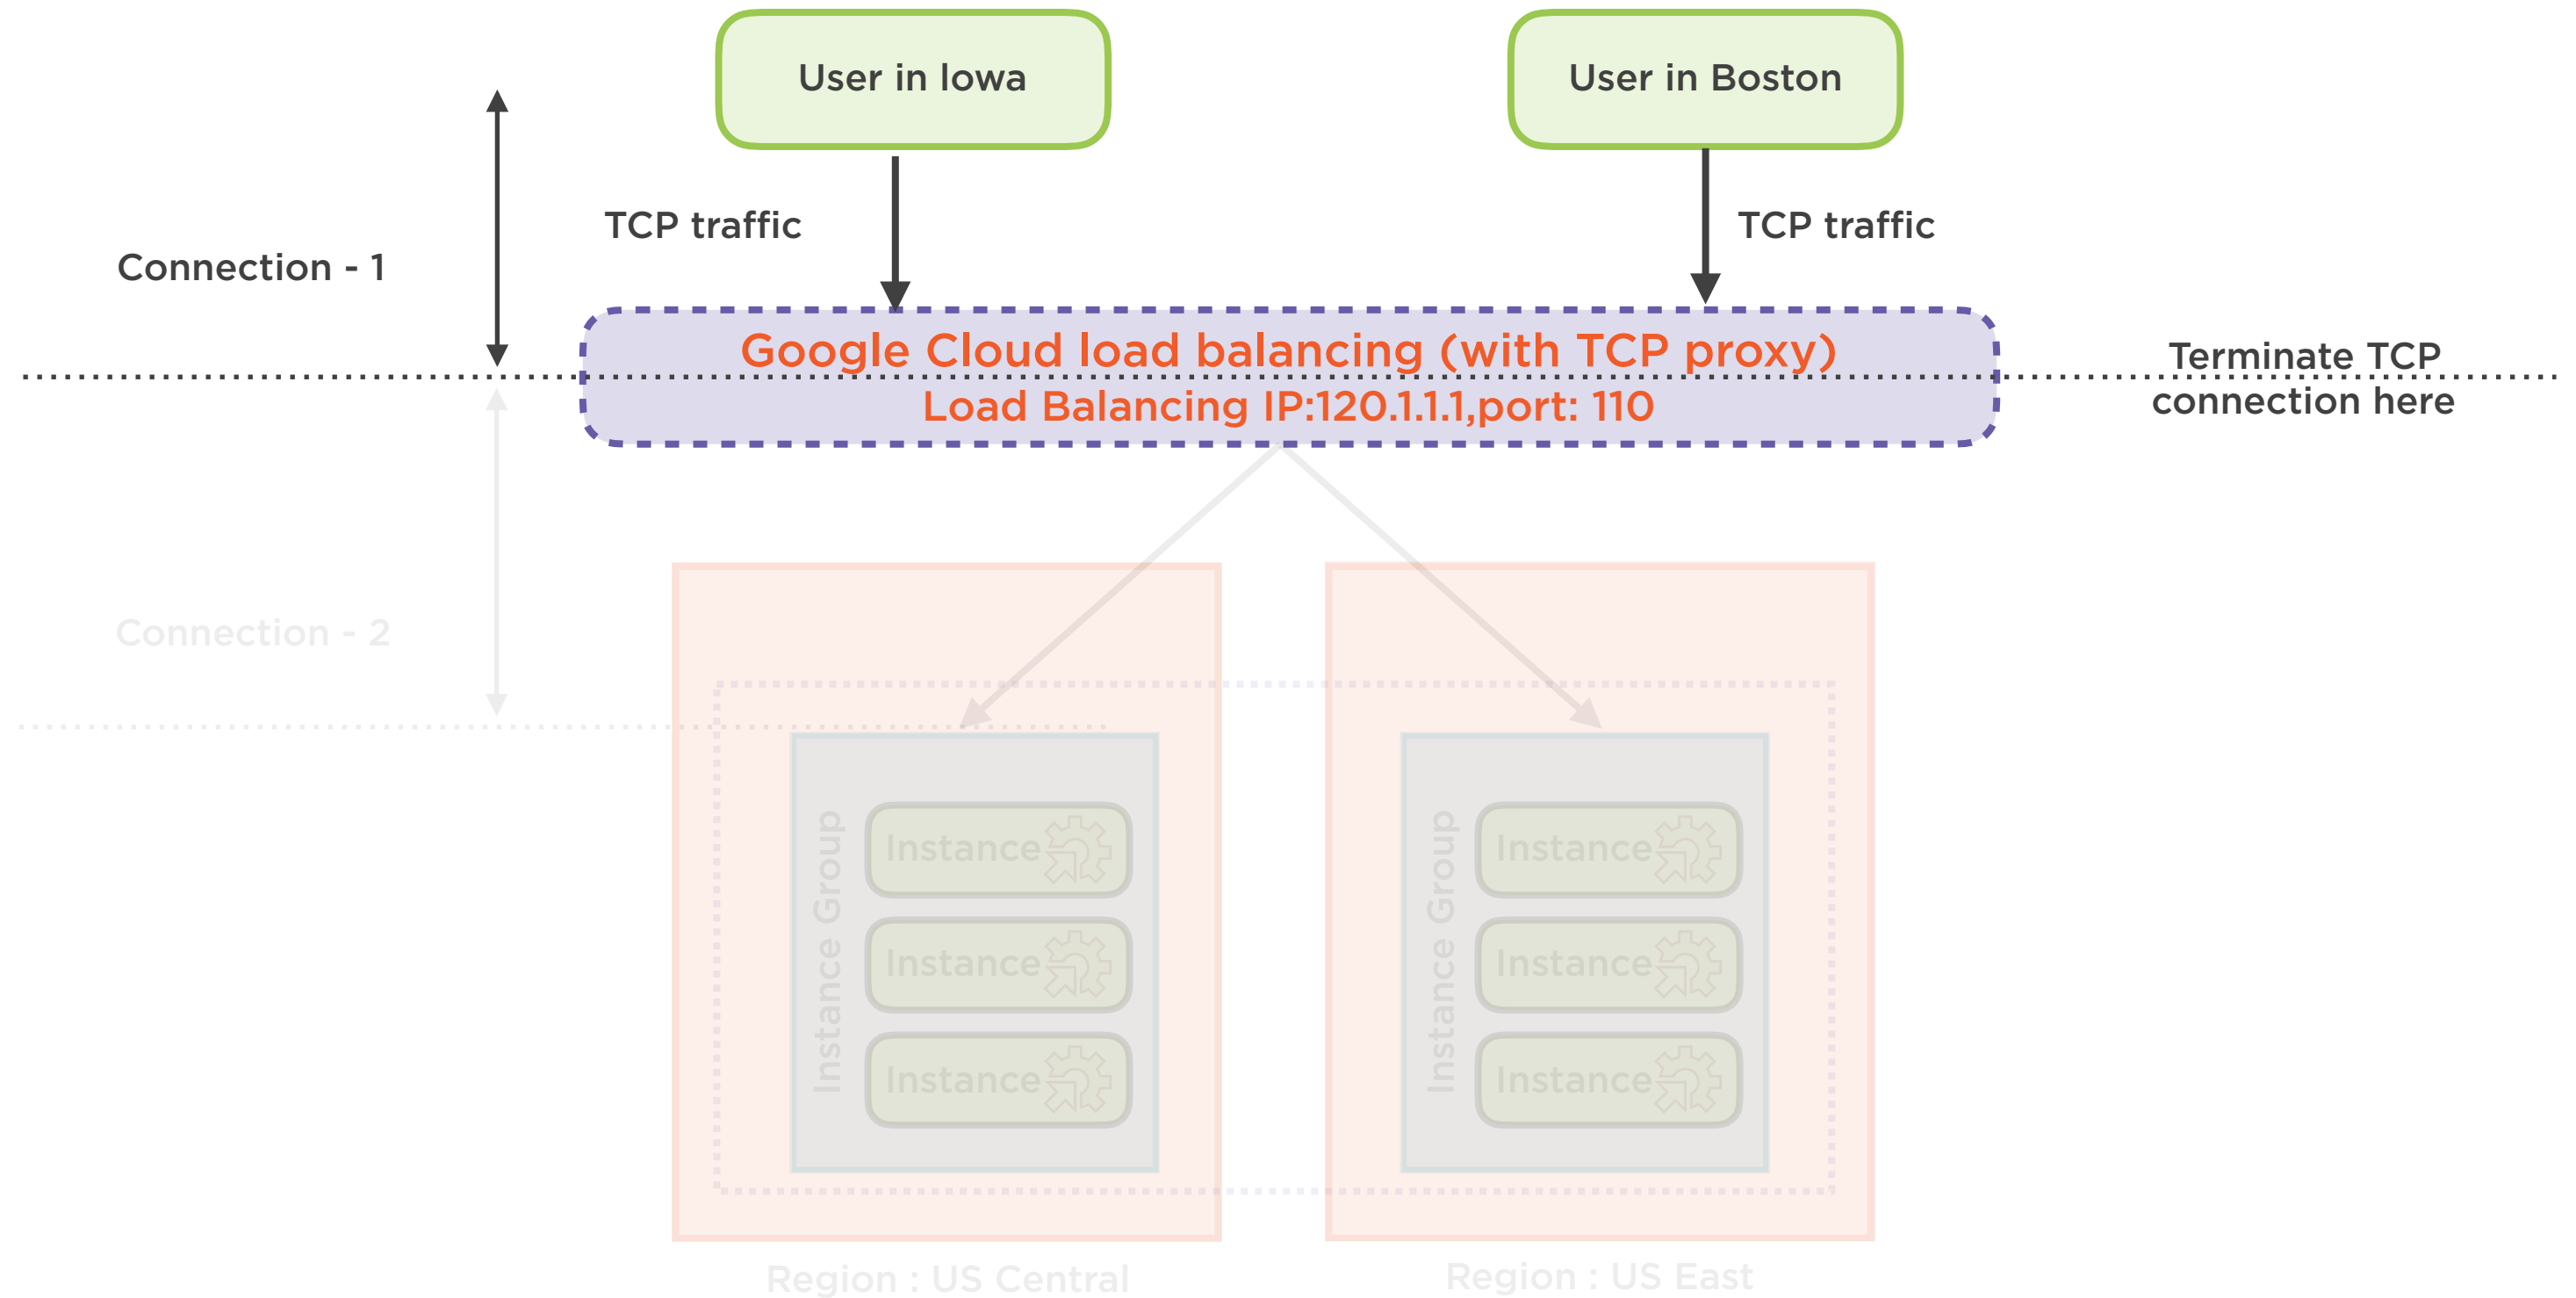 User in Iowa
User in Boston
TCP traffic
TCP traffic
Connection - 1
Google Cloud load balancing (with TCP proxy)
Load Balancing IP:120.1.1.1,port: 110
Terminate TCP
connection here
Connection - 2
Instance Group
Instance
Instance
Instance
Instance Group
Instance
Instance
Instance
Region : US Central
Region : US East